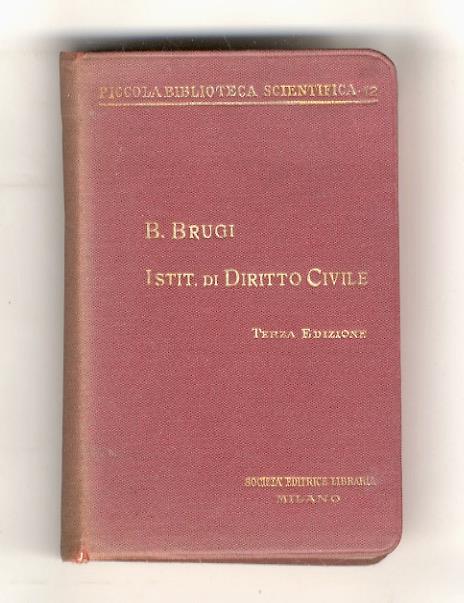 PICCOLA BIBLIOTECA SCIENTIFICA-12
B. BRUGI
ISTIT. DI DIRITTO CIVILE
TERZA EDIZIONE
SOCIETÀ EDITRICE LIBRARIA
MILANO